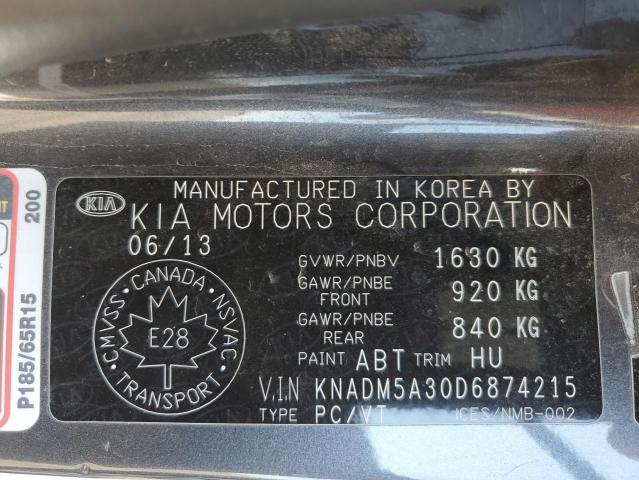 MANUFACTURED IN KOREA BY
KIA KIA MOTORS CORPORATION
06/13
GVWR/PNBV 1630 KG
GAWR/PNBE FRONT 920 KG
GAWR/PNBE REAR 840 KG
PAINT ABT TRIM HU
V.I.N KNADM5A30D6874215
TYPE PC/VT ICES/NMB-002
CMVSS CANADA NSVAC
E28
200
P185/65R15